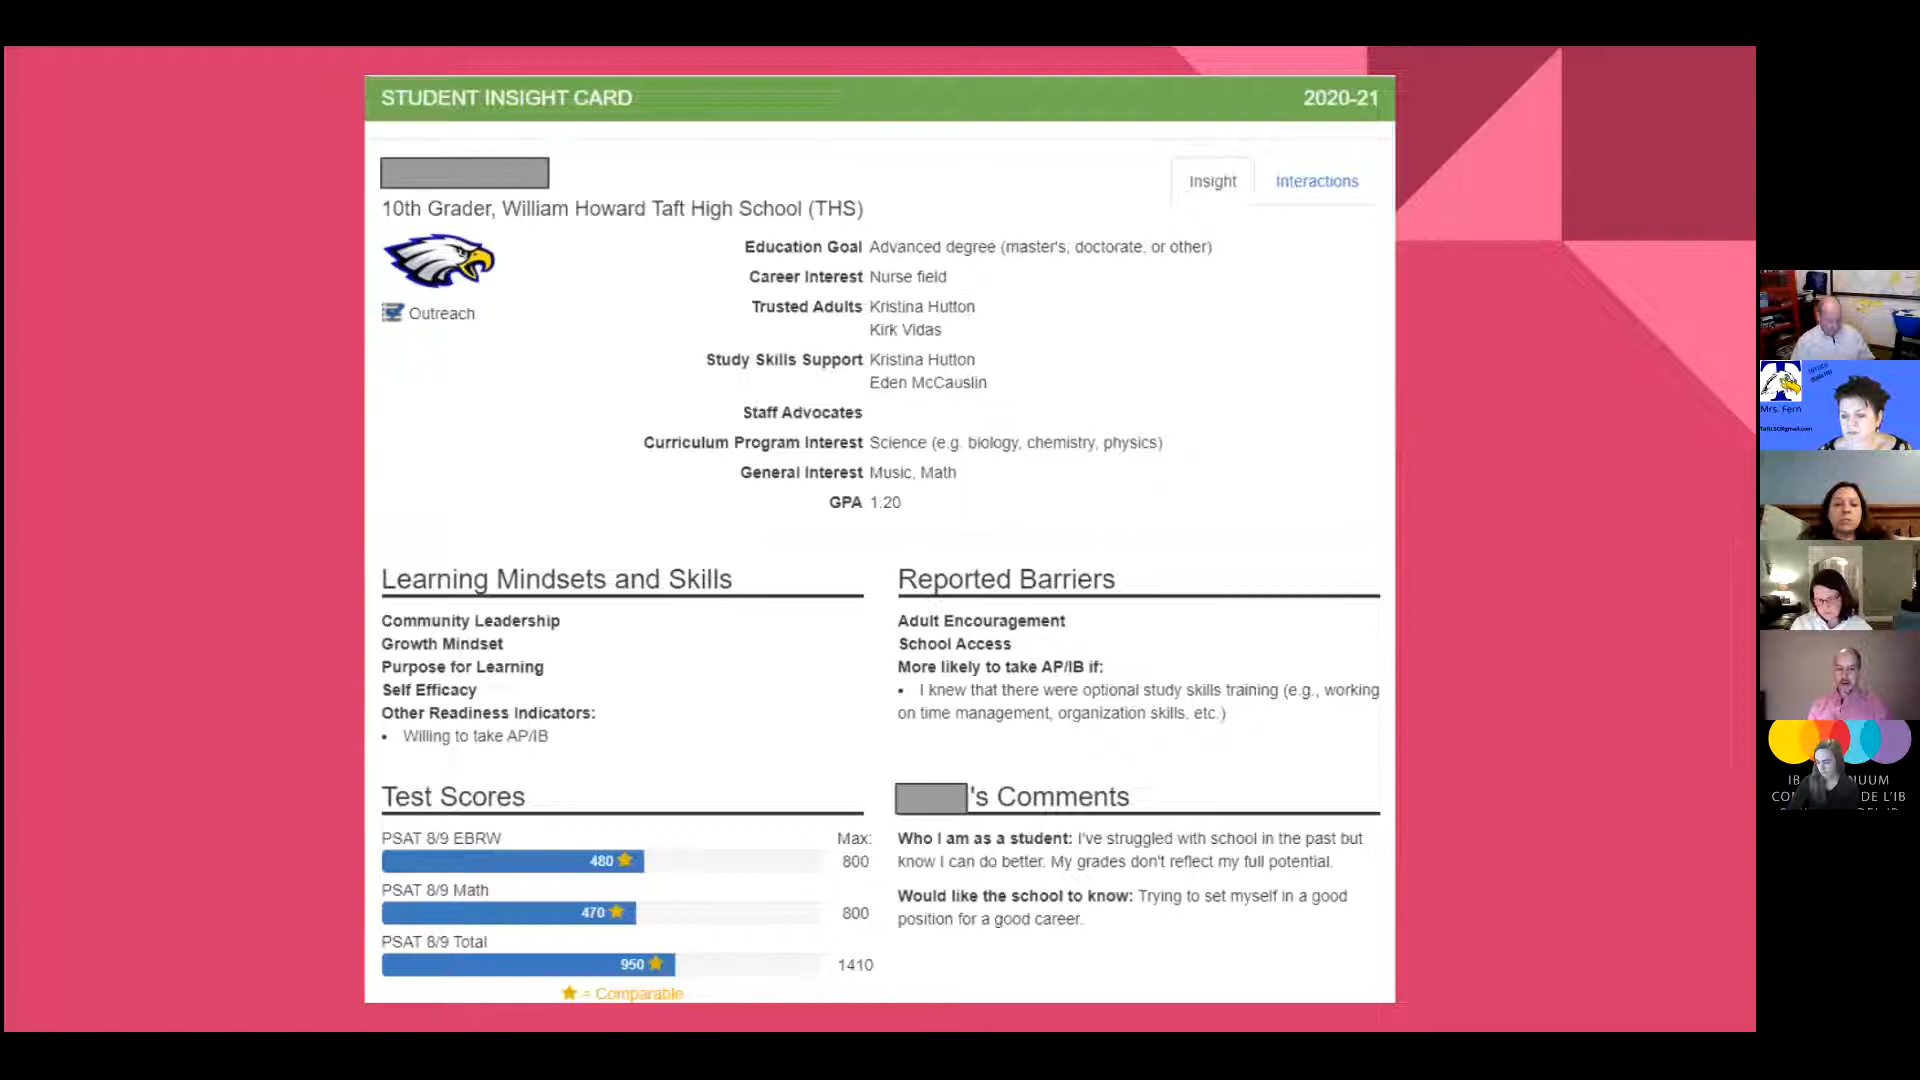 STUDENT INSIGHT CARD 2020-21
Insight Interactions
10th Grader, William Howard Taft High School (THS)
Outreach
Education Goal Advanced degree (master's, doctorate, or other)
Career Interest Nurse field
Trusted Adults Kristina Hutton
Kirk Vidas
Study Skills Support Kristina Hutton
Eden McCauslin
Staff Advocates
Curriculum Program Interest Science (e.g. biology, chemistry, physics)
General Interest Music, Math
GPA 1.20
Learning Mindsets and Skills
Community Leadership
Growth Mindset
Purpose for Learning
Self Efficacy
Other Readiness Indicators:
• Willing to take AP/IB
Reported Barriers
Adult Encouragement
School Access
More likely to take AP/IB if:
• I knew that there were optional study skills training (e.g., working
on time management, organization skills, etc.)
Test Scores
PSAT 8/9 EBRW Max:
480 800
PSAT 8/9 Math
470 800
PSAT 8/9 Total
950 1410
= Comparable
's Comments
Who I am as a student: I've struggled with school in the past but
know I can do better. My grades don't reflect my full potential.
Would like the school to know: Trying to set myself in a good
position for a good career.
Mrs. Fern
TaftLSC@gmail.com
IB NUUM
CO DE L'IB